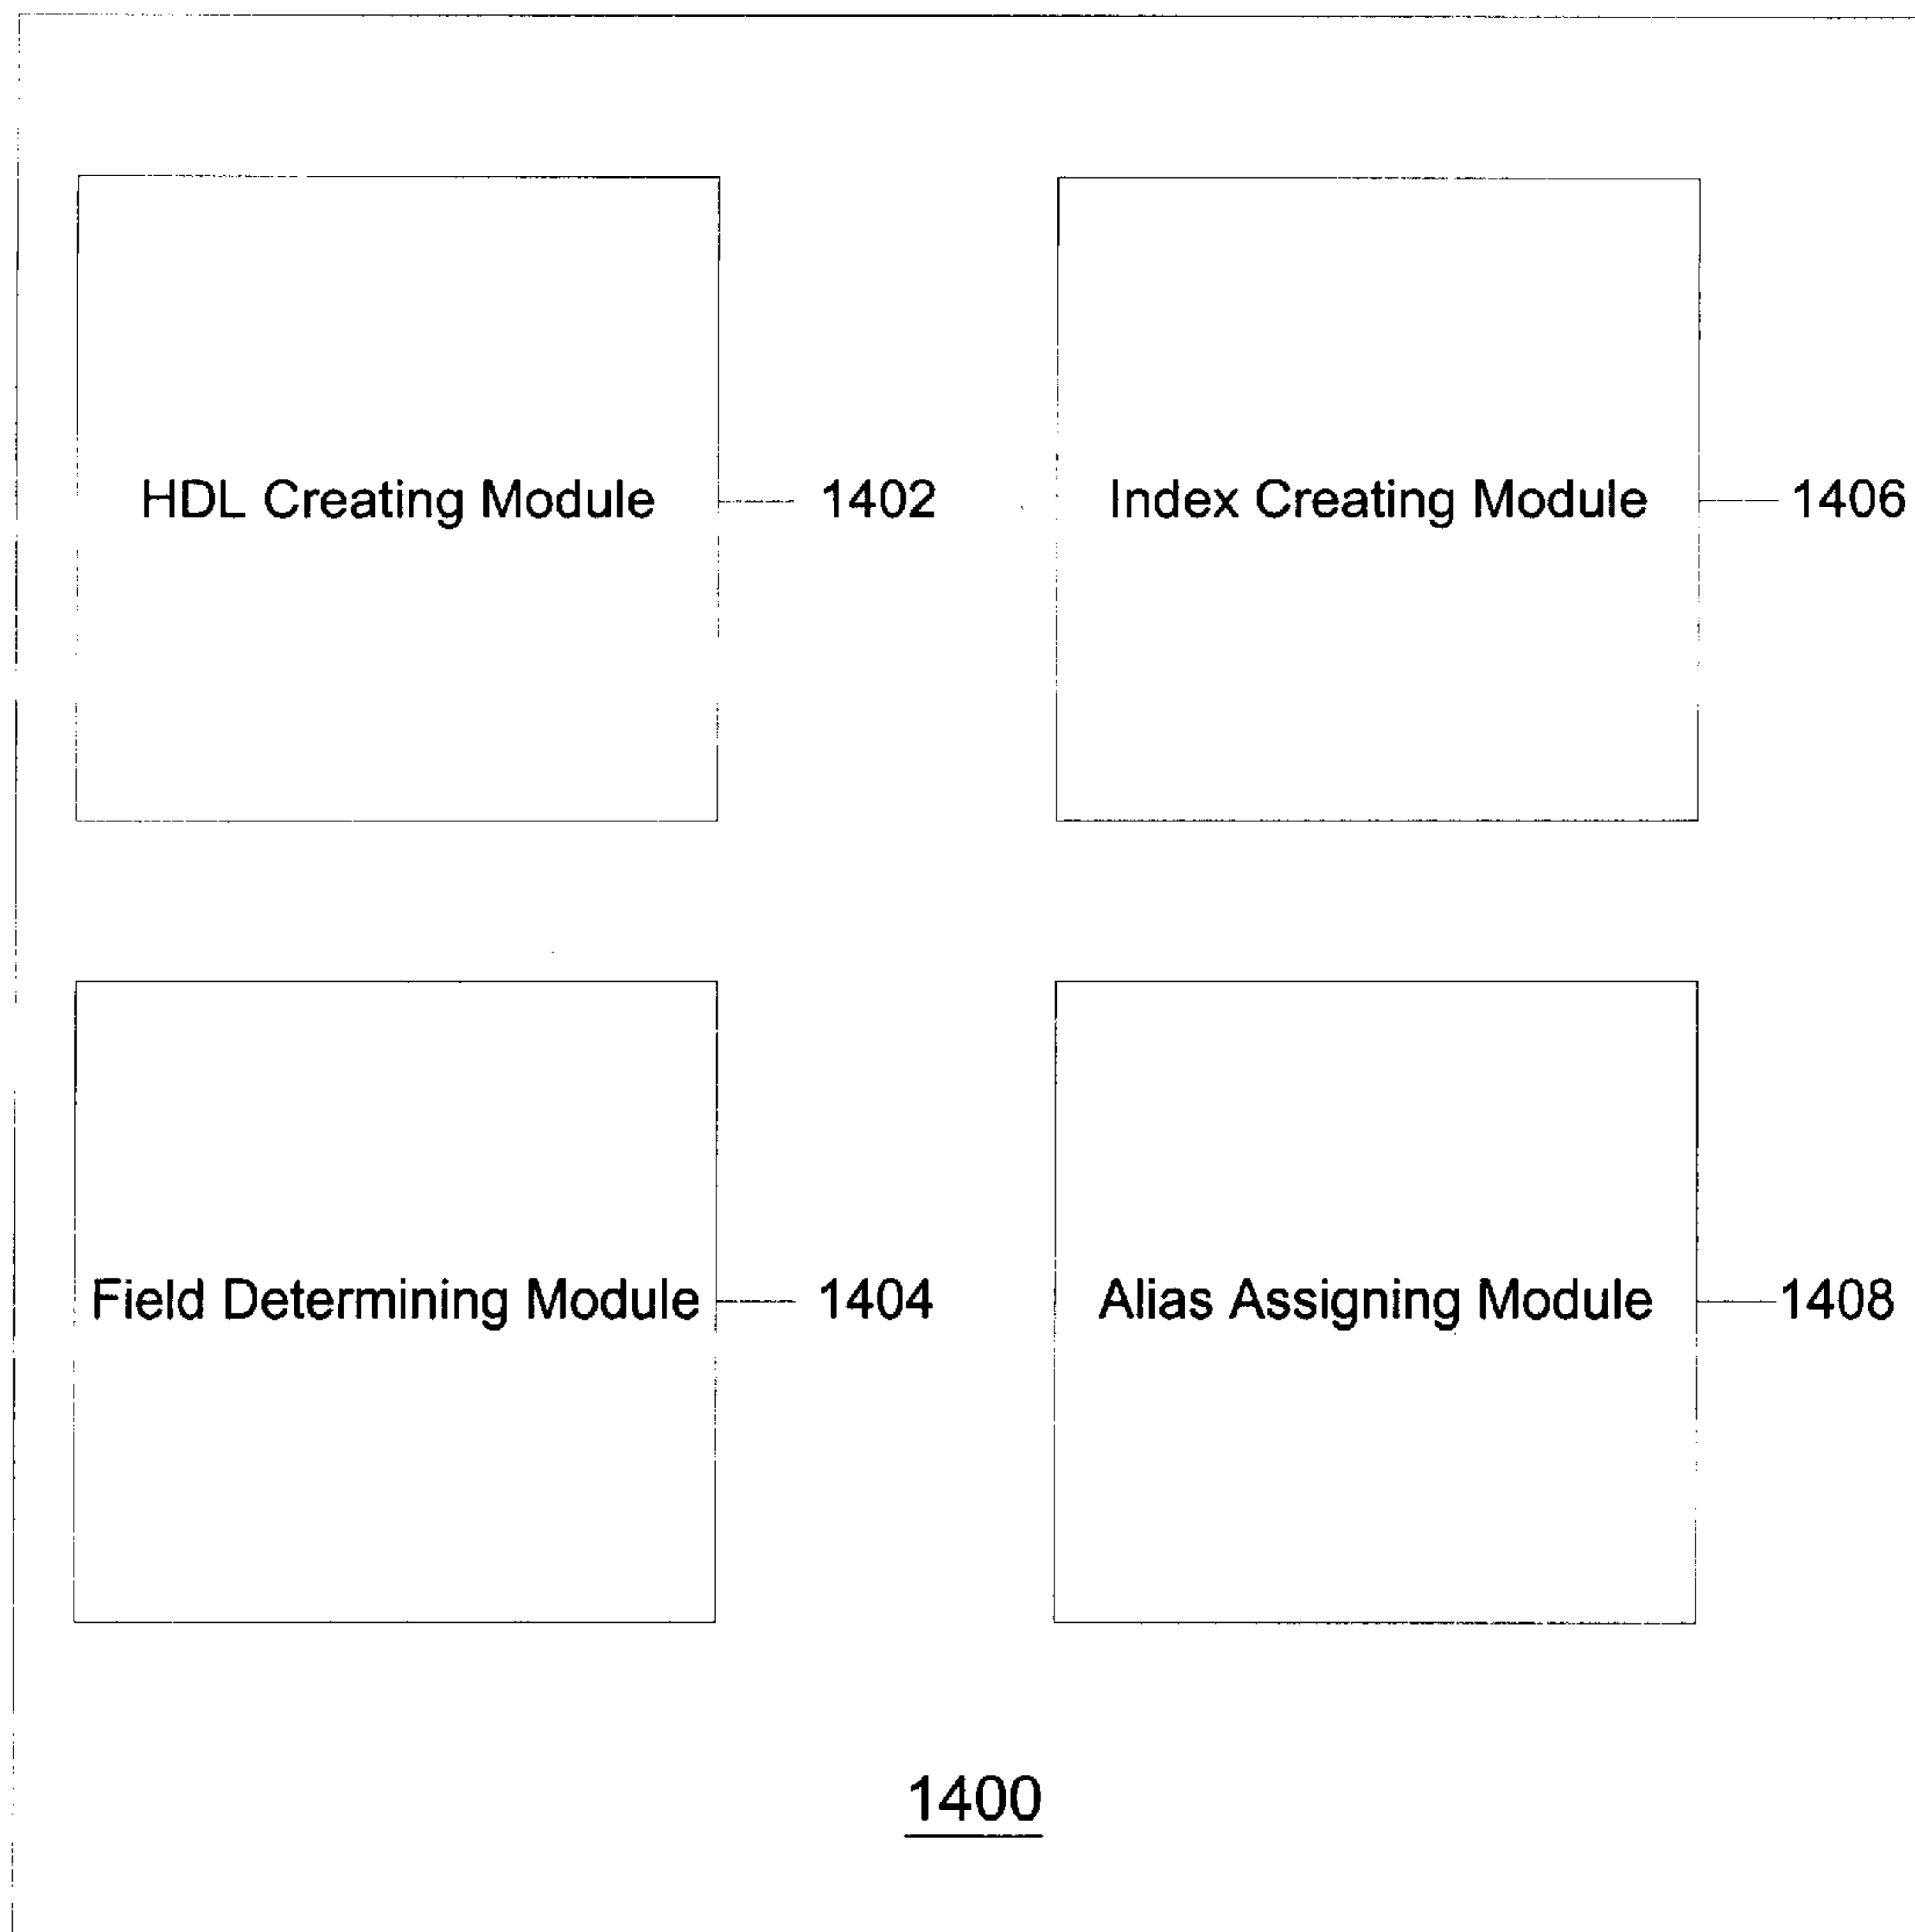 HDL Creating Module 1402
Index Creating Module 1406
Field Determining Module 1404
Alias Assigning Module 1408
1400